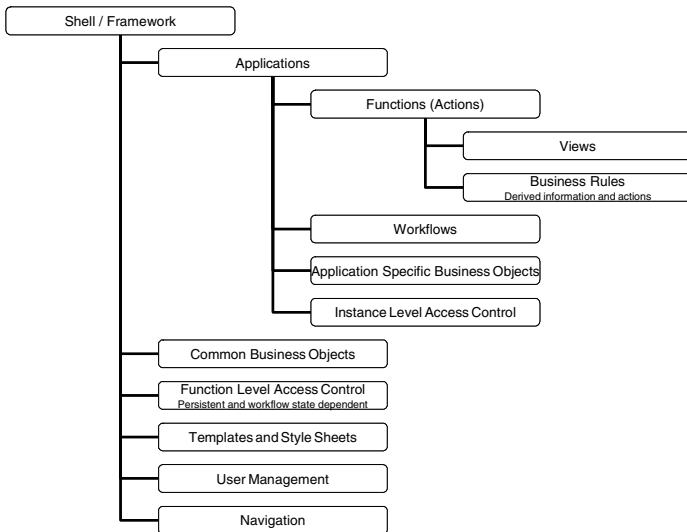 Shell / Framework
Applications
Functions (Actions)
Views
Business Rules
Derived information and actions
Workflows
Application Specific Business Objects
Instance Level Access Control
Common Business Objects
Function Level Access Control
Persistent and workflow state dependent
Templates and Style Sheets
User Management
Navigation